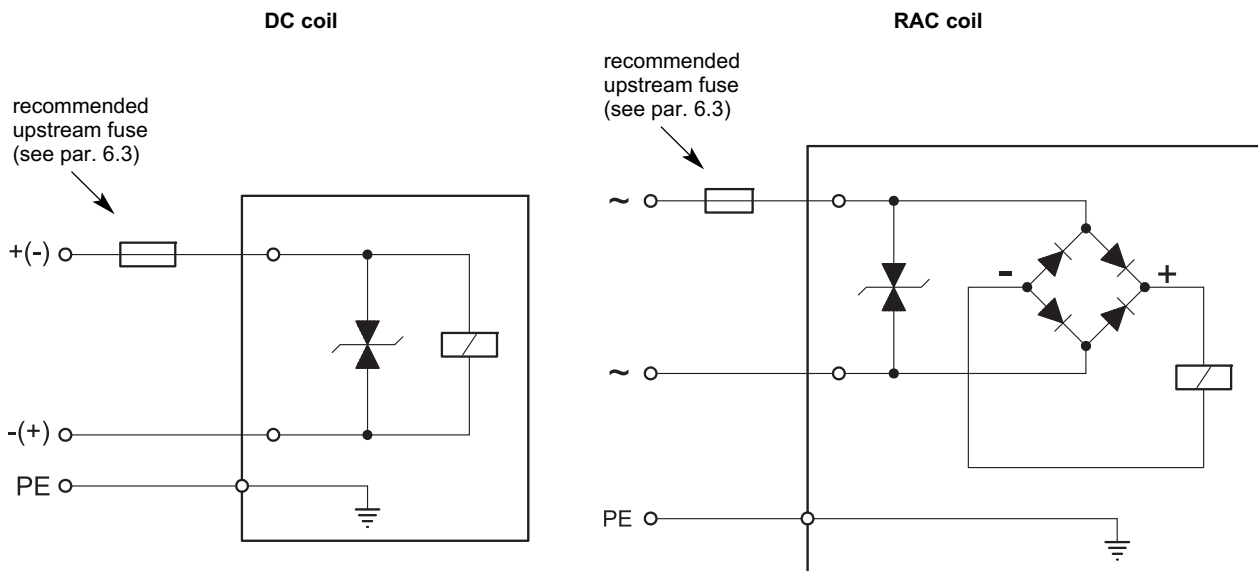 DC coil
recommended
upstream fuse
(see par. 6.3)
+(-)
-(+)
PE
RAC coil
recommended
upstream fuse
(see par. 6.3)
~
-
+
~
PE